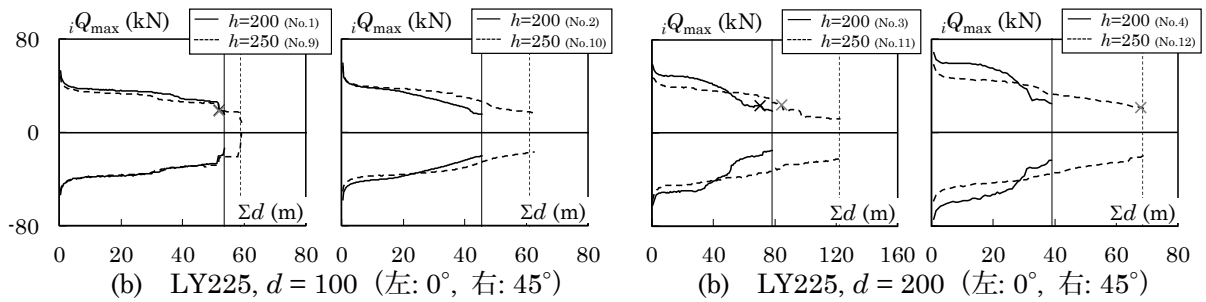 iQmax (kN)
h=200 (No.1)
h=250 (No.9)
iQmax (kN)
h=200 (No.2)
h=250 (No.10)
iQmax (kN)
h=200 (No.3)
h=250 (No.11)
iQmax (kN)
h=200 (No.4)
h=250 (No.12)
80
0
-80
Σd (m)
Σd (m)
Σd (m)
Σd (m)
0 20 40 60 80
0 20 40 60 80
0 40 80 120 160
0 20 40 60 80
(b) LY225, d = 100 (左: 0°, 右: 45°)
(b) LY225, d = 200 (左: 0°, 右: 45°)